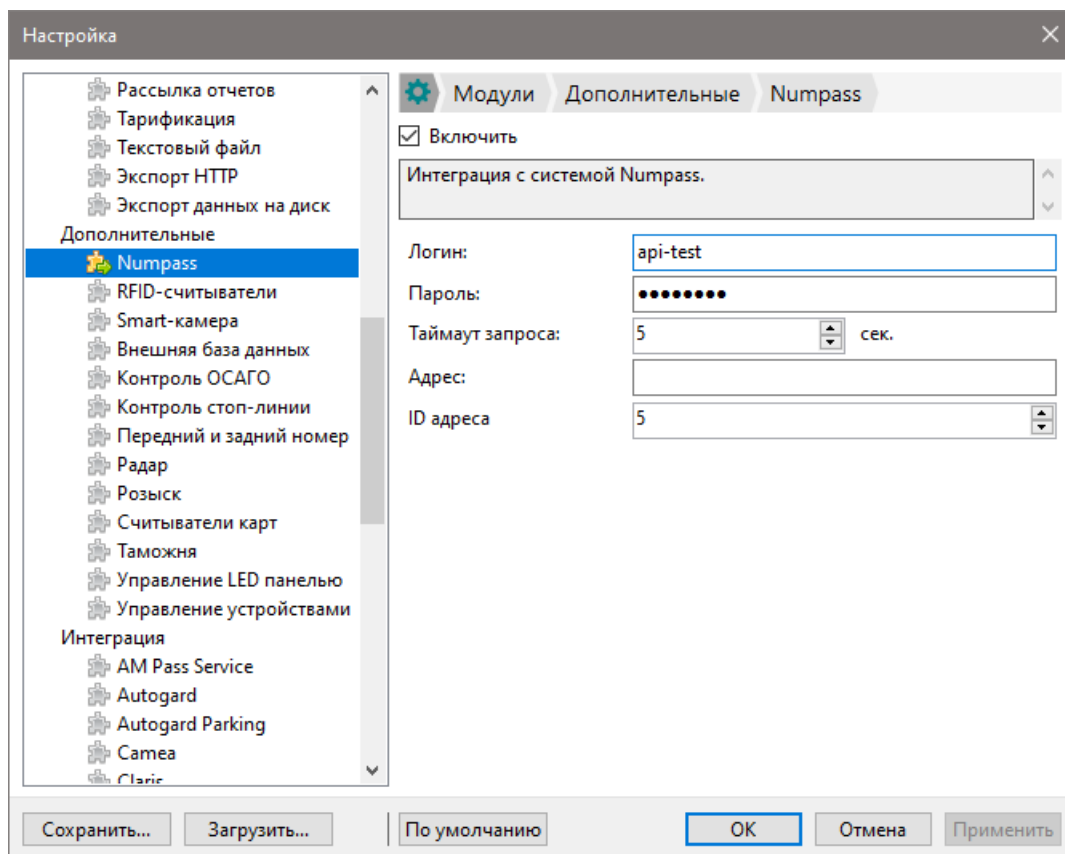 Настройка
Рассылка отчетов
Тарификация
Текстовый файл
Экспорт HTTP
Экспорт данных на диск
Дополнительные
Numpass
RFID-считыватели
Smart-камера
Внешняя база данных
Контроль ОСАГО
Контроль стоп-линии
Передний и задний номер
Радар
Розыск
Считыватели карт
Таможня
Управление LED панелью
Управление устройствами
Интеграция
AM Pass Service
Autogard
Autogard Parking
Camea
Claris
Модули Дополнительные Numpass
Включить
Интеграция с системой Numpass.
Логин: api-test
Пароль: ●●●●●●●●
Таймаут запроса: 5 сек.
Адрес:
ID адреса 5
Сохранить... Загрузить... По умолчанию OK Отмена Применить